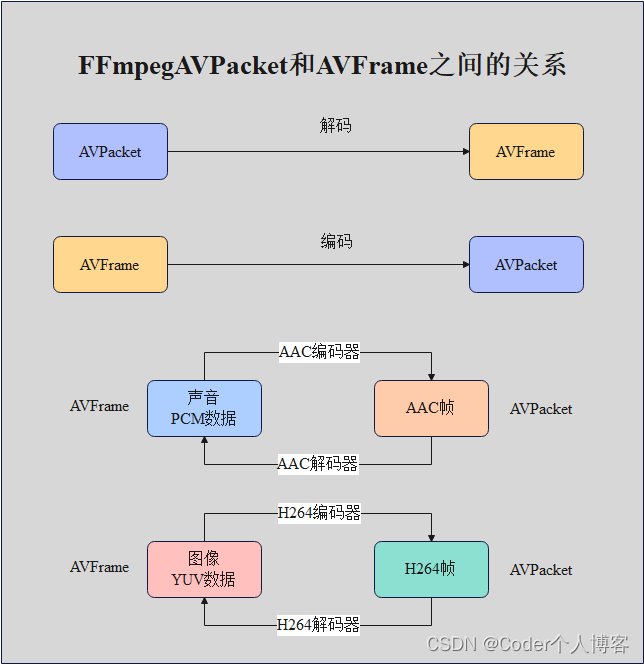 FFmpegAVPacket和AVFrame之间的关系
解码
AVPacket
AVFrame
编码
AVFrame
AVPacket
AAC编码器
AVFrame
声音
PCM数据
AAC帧
AVPacket
AAC解码器
H264编码器
AVFrame
图像
YUV数据
H264帧
AVPacket
H264解码器
CSDN @Coder个人博客